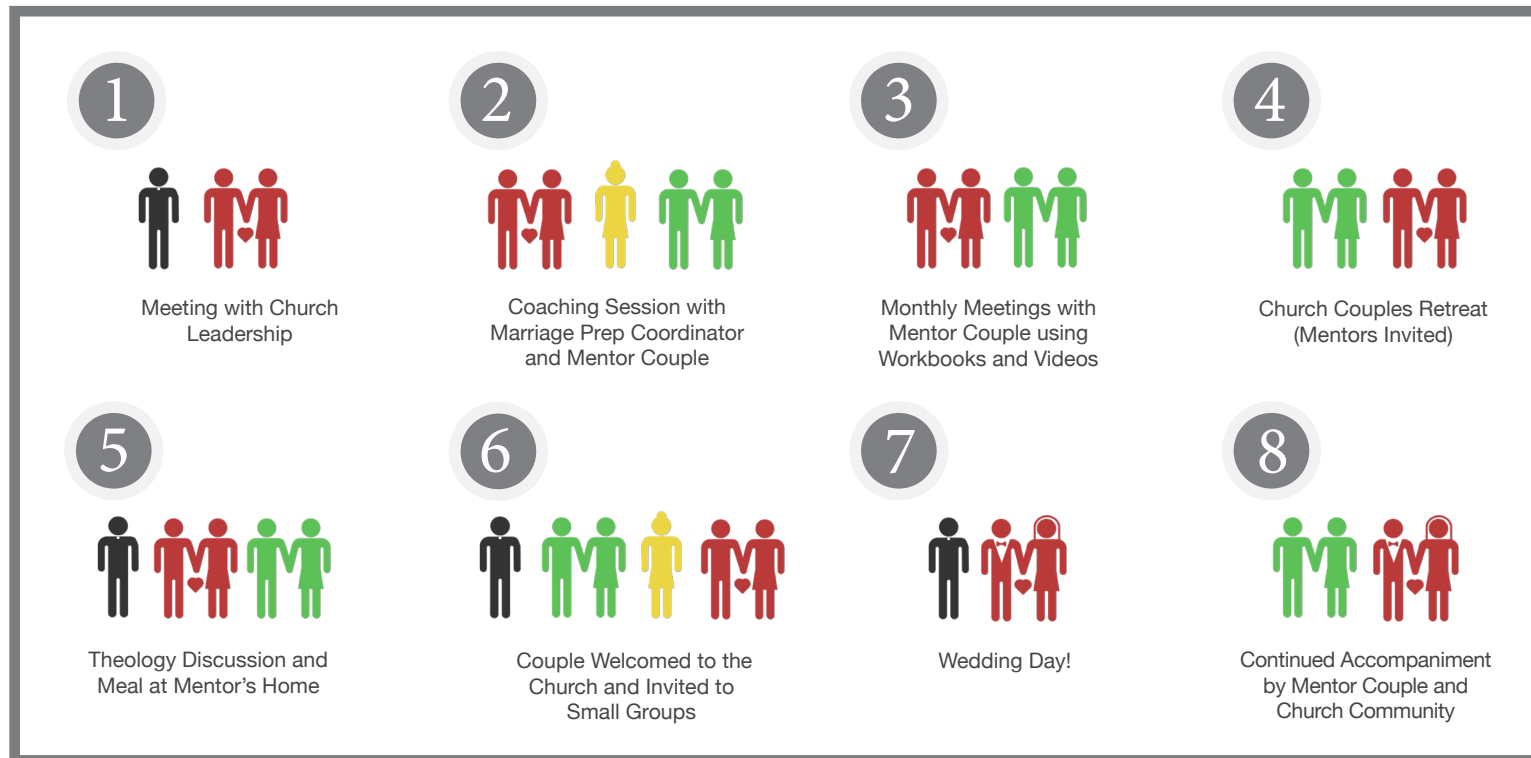 1
Meeting with Church
Leadership
2
Coaching Session with
Marriage Prep Coordinator
and Mentor Couple
3
Monthly Meetings with
Mentor Couple using
Workbooks and Videos
4
Church Couples Retreat
(Mentors Invited)
5
Theology Discussion and
Meal at Mentor’s Home
6
Couple Welcomed to the
Church and Invited to
Small Groups
7
Wedding Day!
8
Continued Accompaniment
by Mentor Couple and
Church Community